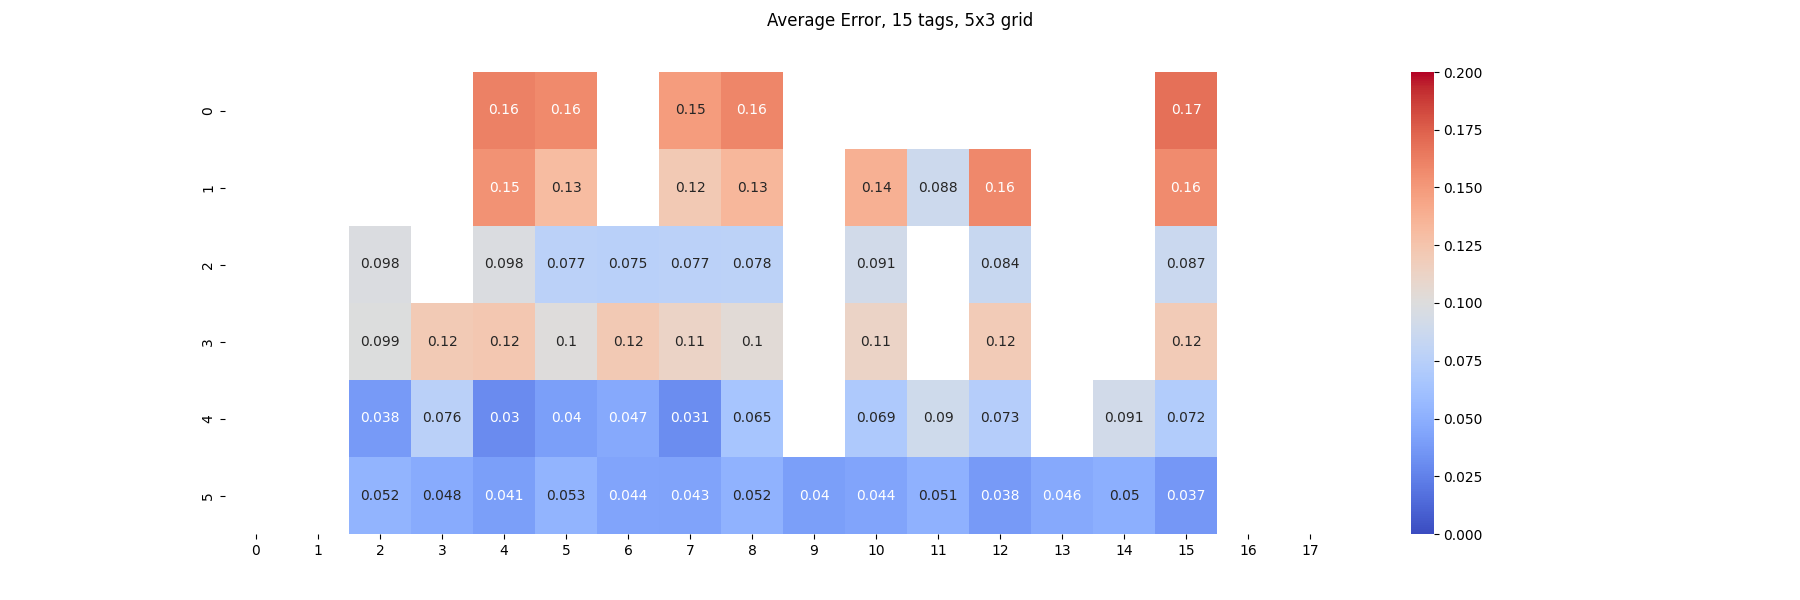 Average Error, 15 tags, 5x3 grid
0 0.16 0.16 0.15 0.16 0.17 0.200
0.175
1 0.15 0.13 0.12 0.13 0.14 0.088 0.16 0.16 0.150
0.125
2 0.098 0.098 0.077 0.075 0.077 0.078 0.091 0.084 0.087
0.100
3 0.099 0.12 0.12 0.1 0.12 0.11 0.1 0.11 0.12 0.12
0.075
4 0.038 0.076 0.03 0.04 0.047 0.031 0.065 0.069 0.09 0.073 0.091 0.072
0.050
5 0.052 0.048 0.041 0.053 0.044 0.043 0.052 0.04 0.044 0.051 0.038 0.046 0.05 0.037
0.025
0.000
0 1 2 3 4 5 6 7 8 9 10 11 12 13 14 15 16 17